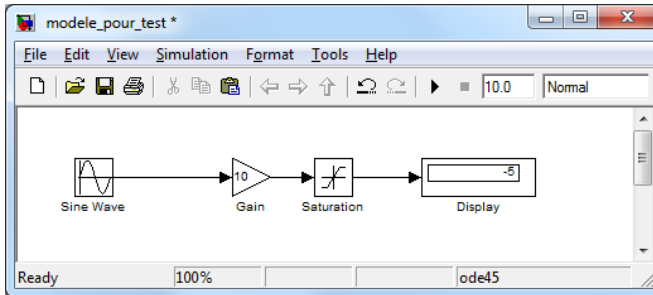 modele_pour_test *
File Edit View Simulation Format Tools Help
10.0 Normal
10
-5
Sine Wave Gain Saturation Display
Ready 100% ode45